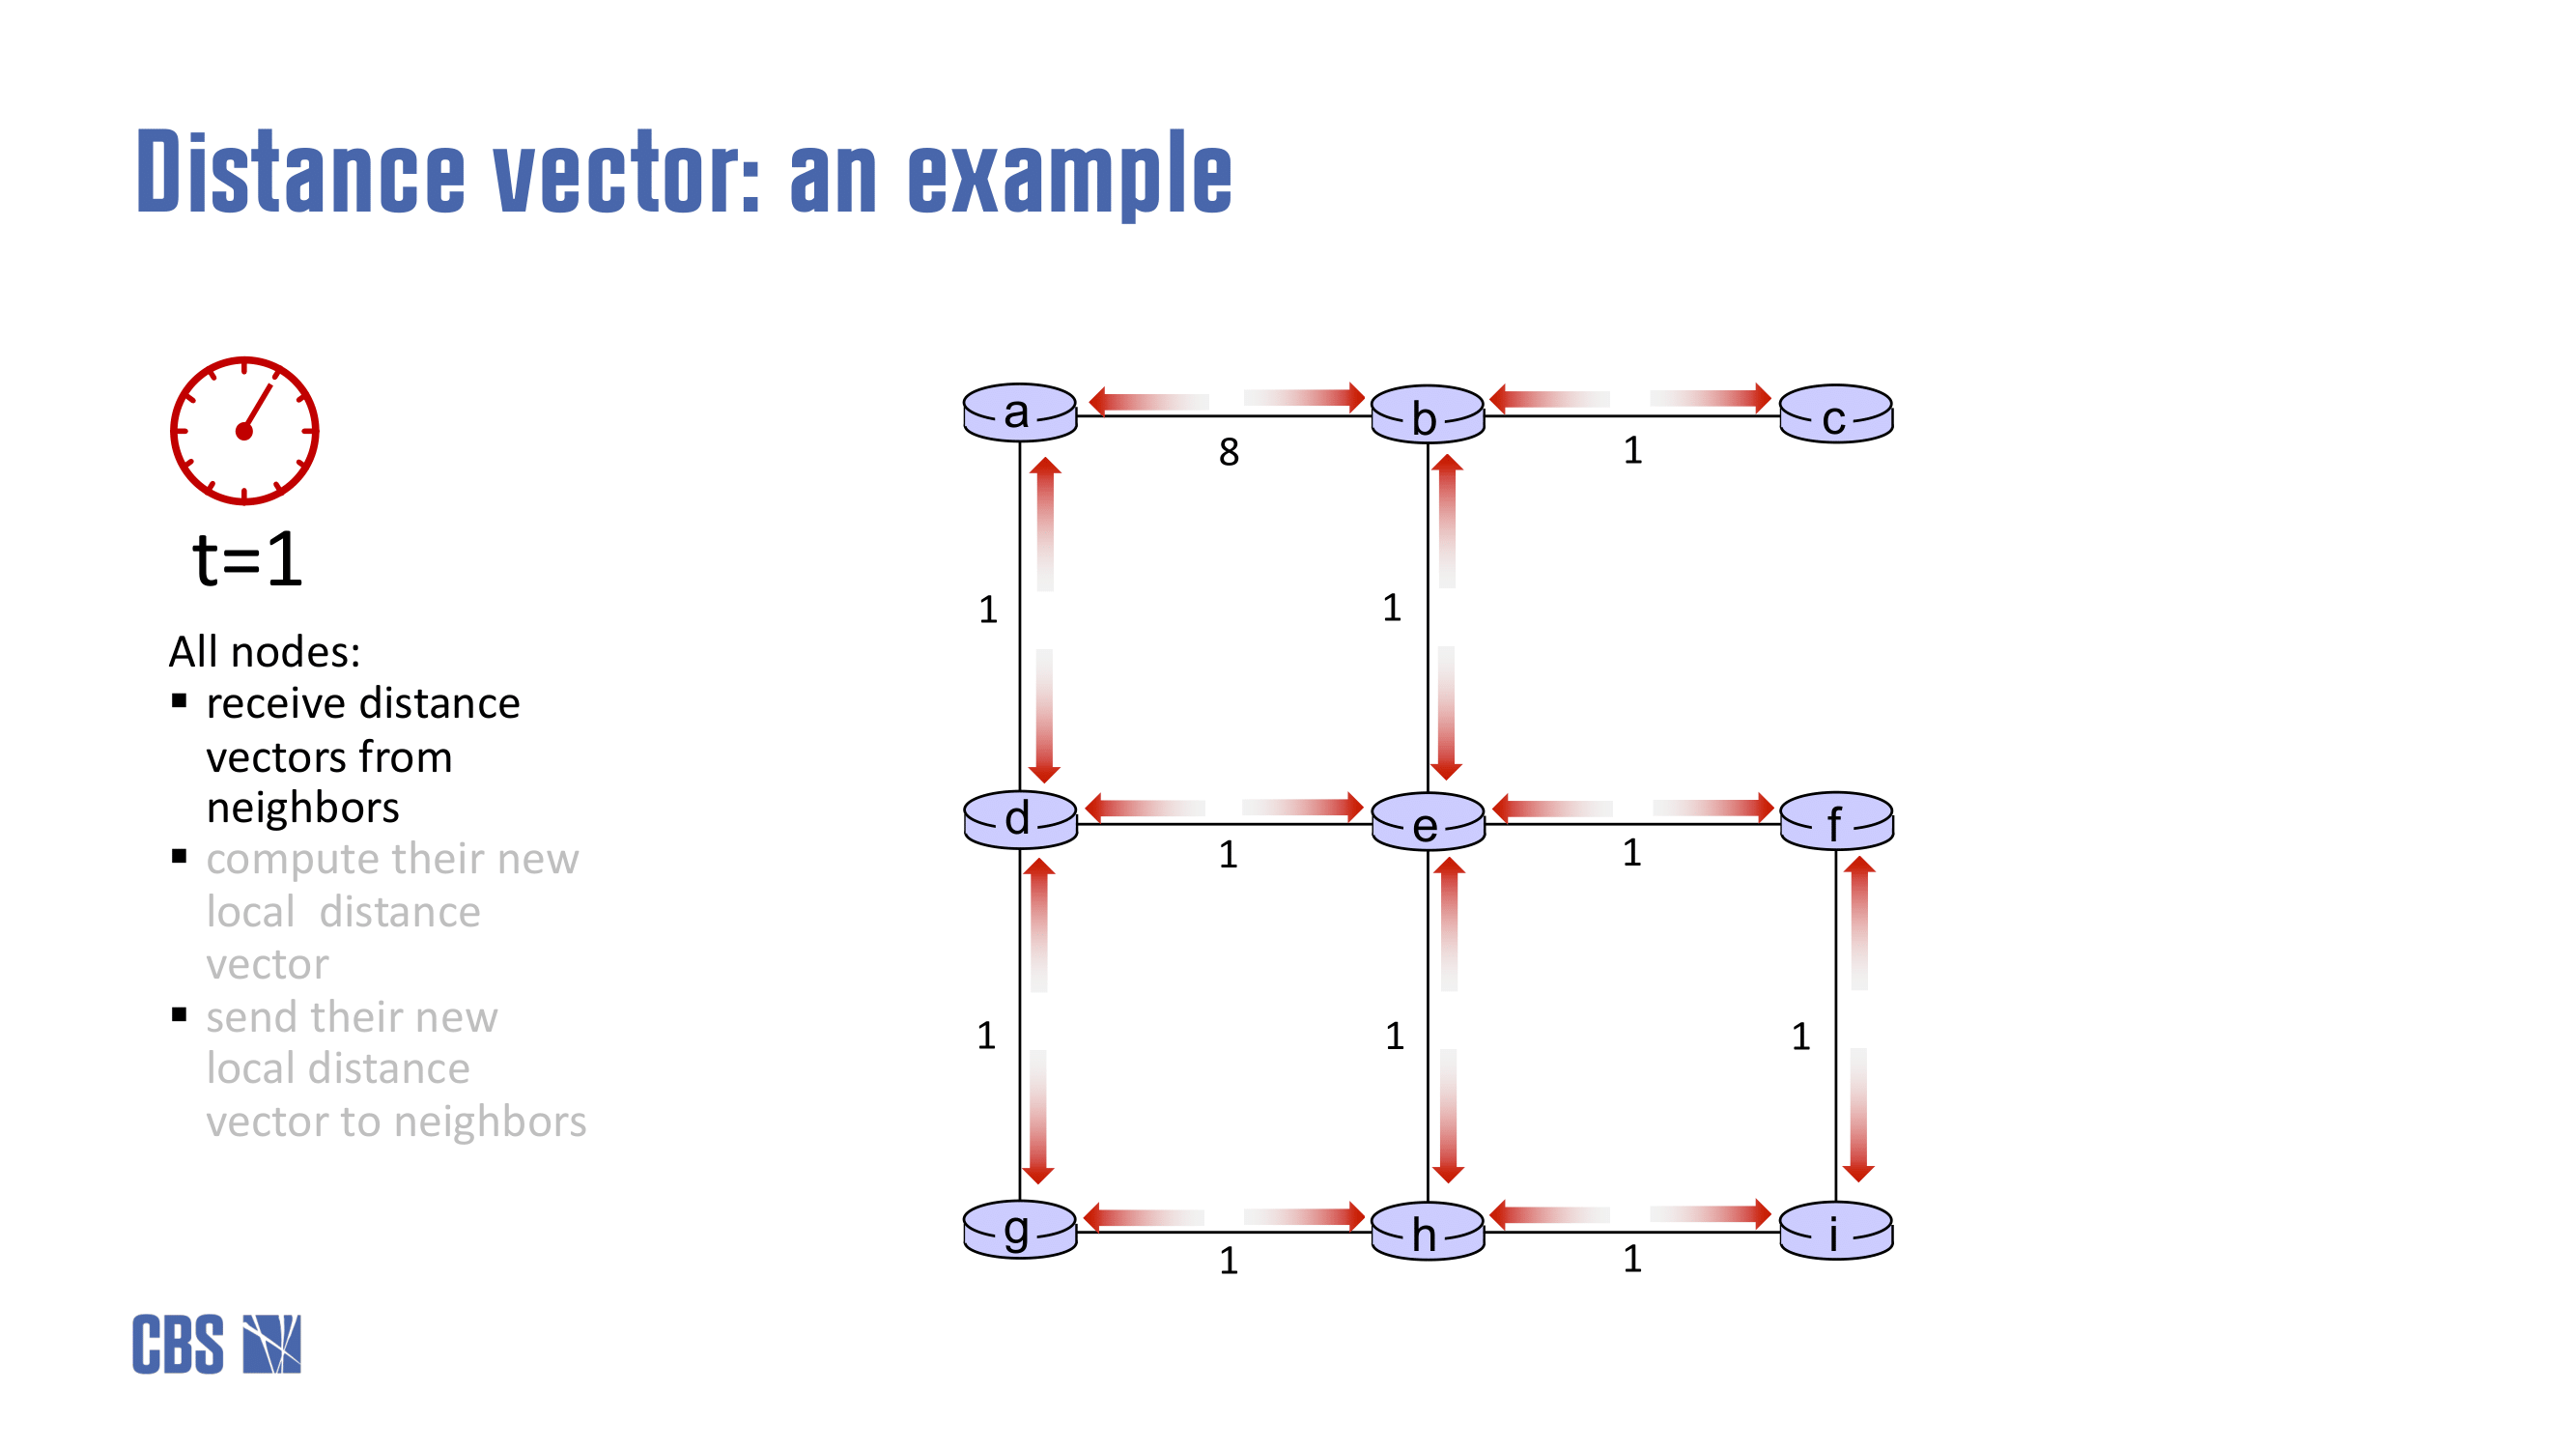 Distance vector: an example
t=1
All nodes:
▪ receive distance
vectors from
neighbors
▪ compute their new
local  distance
vector
▪ send their new
local distance
vector to neighbors
a
b
c
8
1
1
1
d
e
f
1
1
1
1
1
g
h
i
1
1
CBS